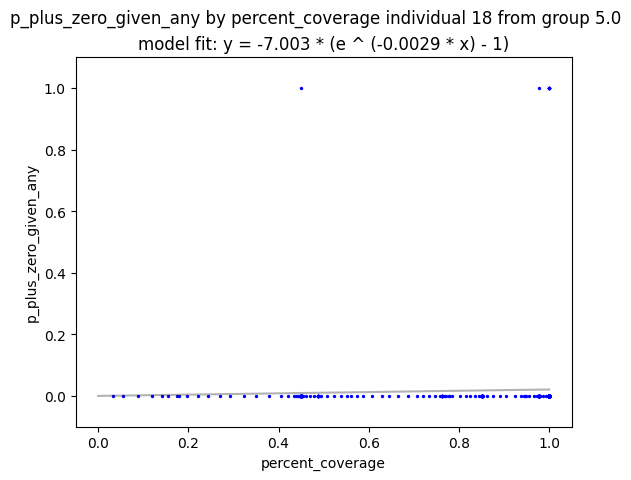 p_plus_zero_given_any by percent_coverage individual 18 from group 5.0
model fit: y = -7.003 * (e ^ (-0.0029 * x) - 1)
p_plus_zero_given_any
1.0
0.8
0.6
0.4
0.2
0.0
0.0 0.2 0.4 0.6 0.8 1.0
percent_coverage